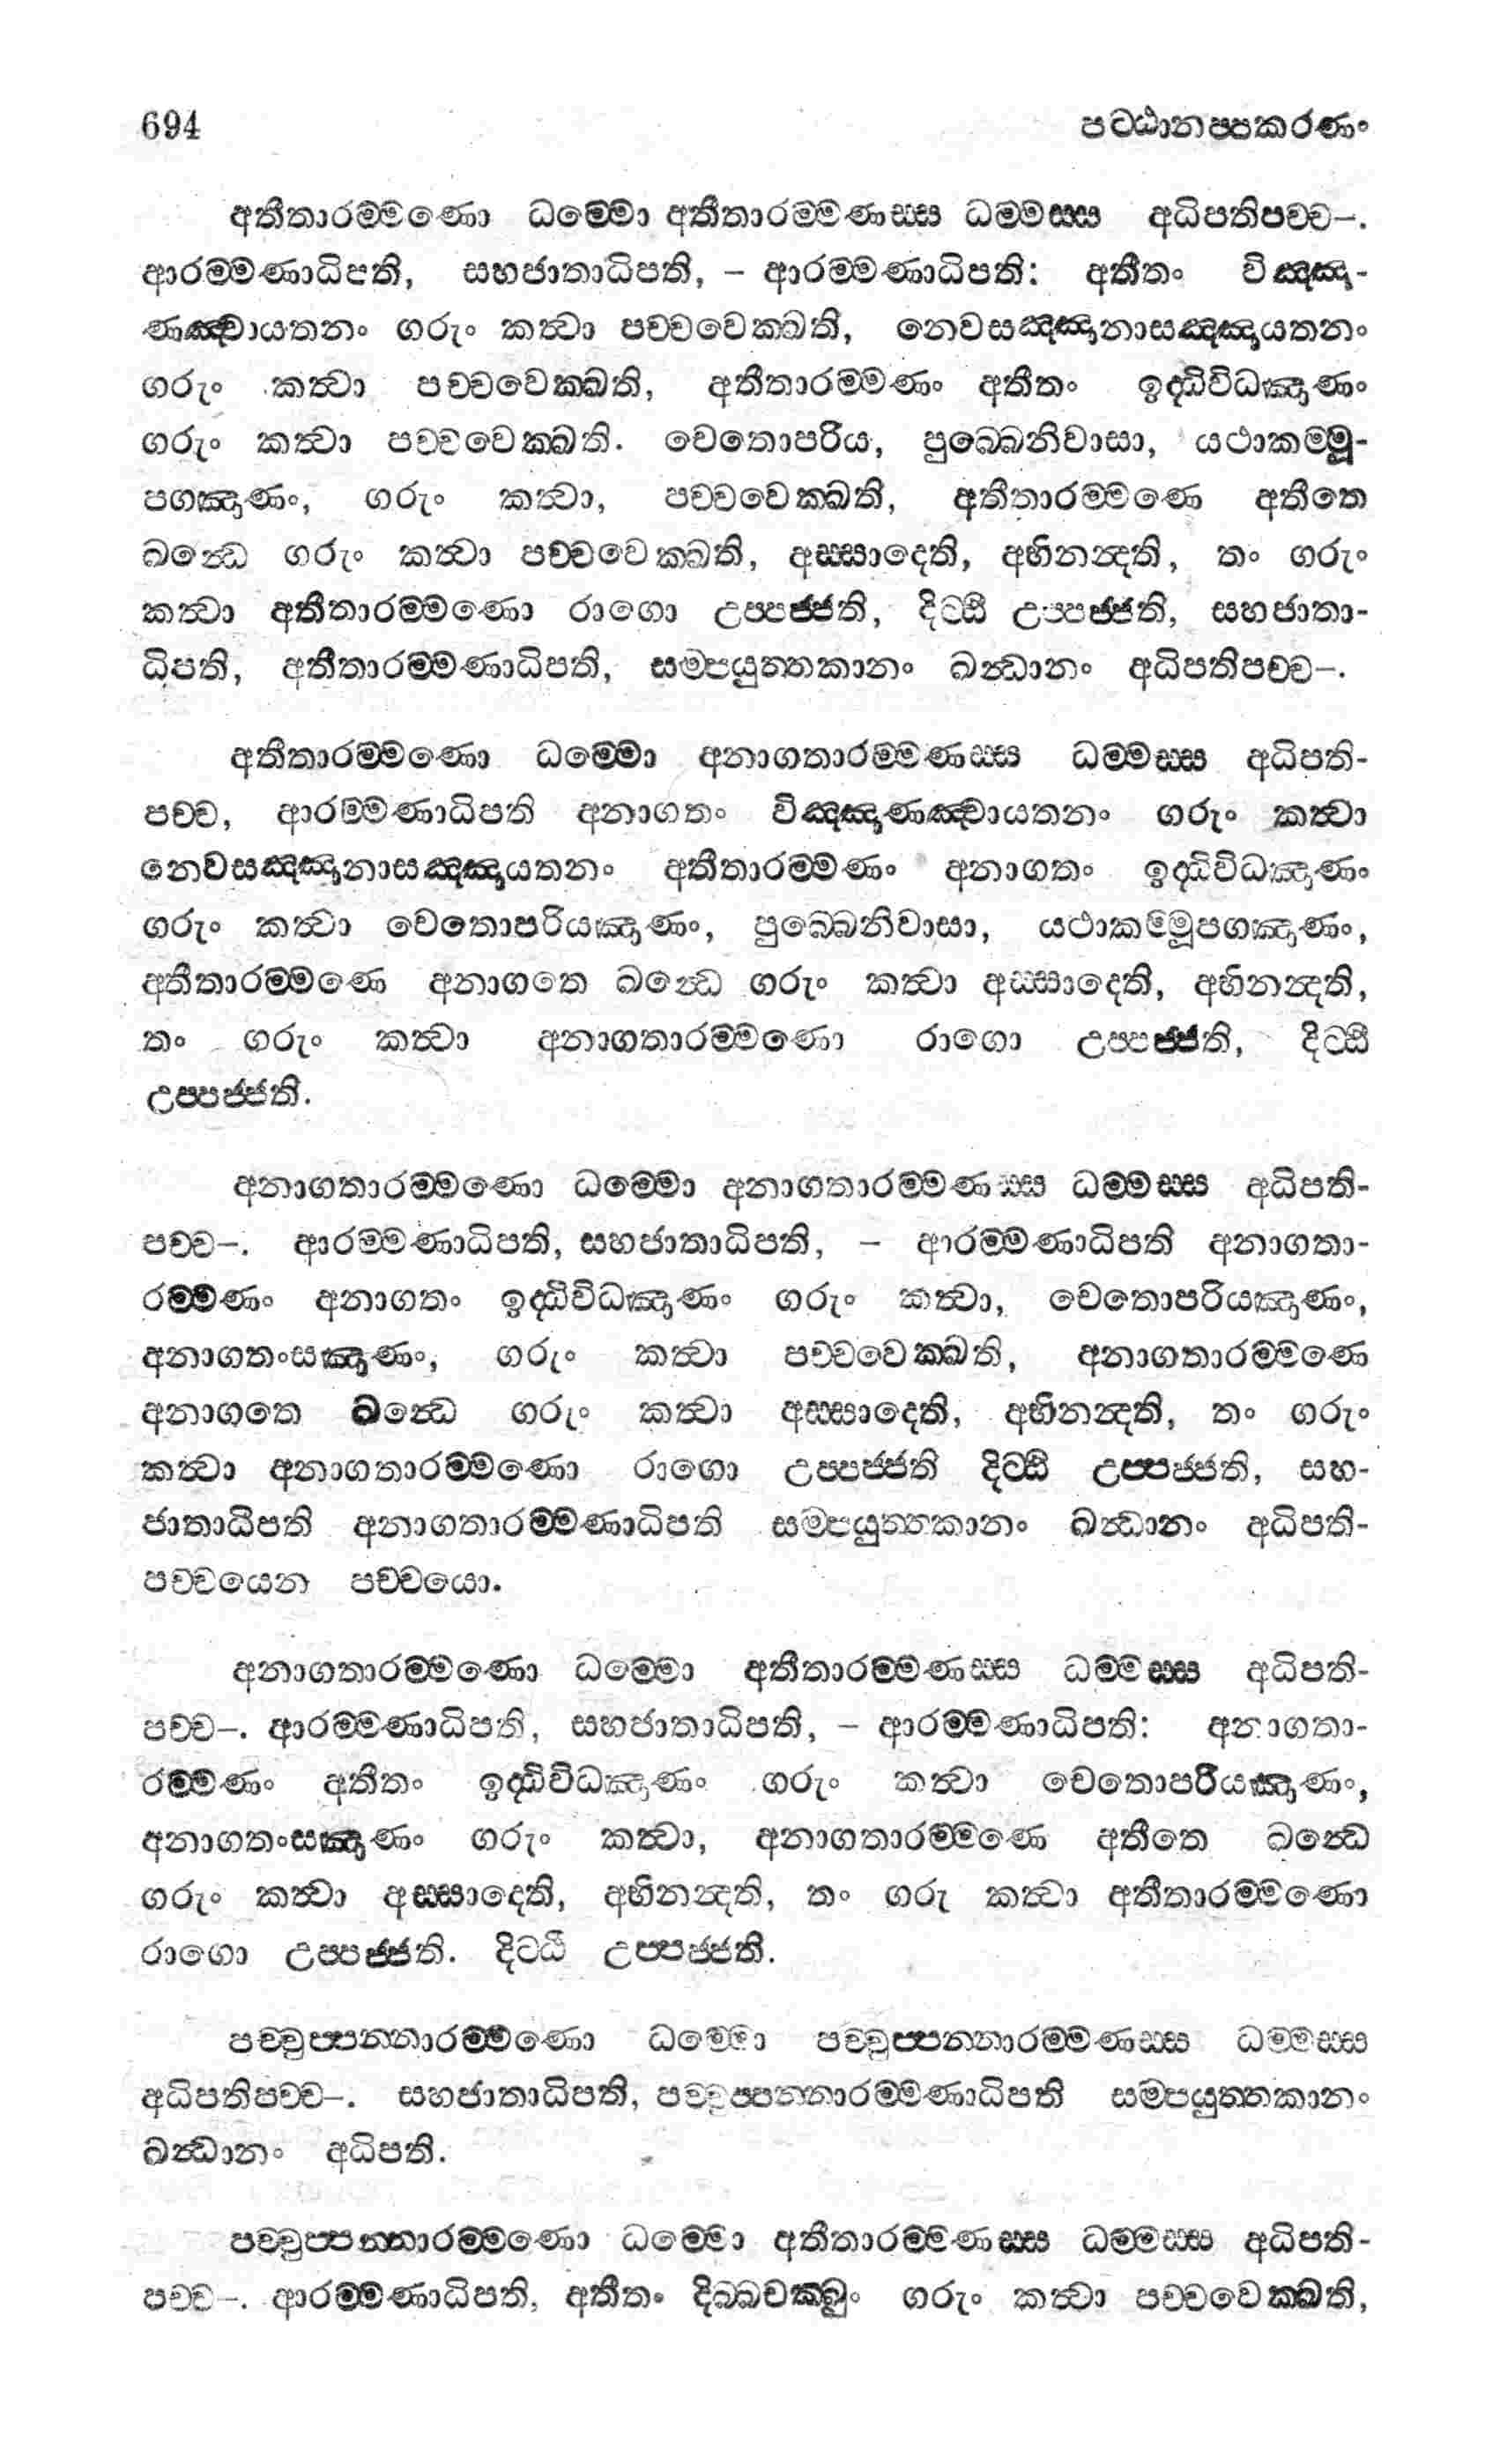 694 පට්ඨානප්පකරණං
අතීතාරම්මණො ධම්මො අතීතාරම්මණස්ස ධම්මස්ස අධිපතිපච්ච–.
ආරම්මණාධිපති, සහජාතාධිපති, – ආරම්මණාධිපති: අතීතං විඤ්ඤා-
ණඤ්චායතනං ගරුං කත්වා පච්චවෙක්ඛති, නෙවසඤ්ඤානාසඤ්ඤායතනං
ගරුං කත්වා පච්චවෙක්ඛති, අතීතාරම්මණං අතීතං ඉද්ධිවිධඤාණං
ගරුං කත්වා පච්චවෙක්ඛති. චෙතොපරිය, පුබ්බෙනිවාසා, යථාකම්මූ-
පගඤාණං, ගරුං කත්වා, පච්චවෙක්ඛති, අතීතාරම්මණෙ අතීතෙ
ඛන්ධෙ ගරුං කත්වා පච්චවෙක්ඛති, අස්සාදෙති, අභිනන්දති, තං ගරුං
කත්වා අතීතාරම්මණො රාගො උප්පජ්ජති, දිට්ඨි උප්පජ්ජති, සහජාතා-
ධිපති, අතීතාරම්මණාධිපති, සම්පයුත්තකානං ඛන්ධානං අධිපතිපච්ච–.
අතීතාරම්මණො ධම්මො අනාගතාරම්මණස්ස ධම්මස්ස අධිපති-
පච්ච, ආරම්මණාධිපති අනාගතං විඤ්ඤාණඤ්චායතනං ගරුං කත්වා
නෙවසඤ්ඤානාසඤ්ඤායතනං අතීතාරම්මණං අනාගතං ඉද්ධිවිධඤාණං
ගරුං කත්වා චෙතොපරියඤාණං, පුබ්බෙනිවාසා, යථාකම්මූපගඤාණං,
අතීතාරම්මණෙ අනාගතෙ ඛන්ධෙ ගරුං කත්වා අස්සාදෙති, අභිනන්දති,
තං ගරුං කත්වා අනාගතාරම්මණො රාගො උප්පජ්ජති, දිට්ඨි
උප්පජ්ජති.
අනාගතාරම්මණො ධම්මො අනාගතාරම්මණස්ස ධම්මස්ස අධිපති-
පච්ච–. ආරම්මණාධිපති, සහජාතාධිපති, – ආරම්මණාධිපති අනාගතා-
රම්මණං අනාගතං ඉද්ධිවිධඤාණං ගරුං කත්වා, චෙතොපරියඤාණං,
අනාගතංසඤාණං, ගරුං කත්වා පච්චවෙක්ඛති, අනාගතාරම්මණෙ
අනාගතෙ ඛන්ධෙ ගරුං කත්වා අස්සාදෙති, අභිනන්දති, තං ගරුං
කත්වා අනාගතාරම්මණො රාගො උප්පජ්ජති දිට්ඨි උප්පජ්ජති, සහ-
ජාතාධිපති අනාගතාරම්මණාධිපති සම්පයුත්තකානං ඛන්ධානං අධිපති-
පච්චයෙන පච්චයො.
අනාගතාරම්මණො ධම්මො අතීතාරම්මණස්ස ධම්මස්ස අධිපති-
පච්ච–. ආරම්මණාධිපති, සහජාතාධිපති, – ආරම්මණාධිපති: අනාගතා-
රම්මණං අතීතං ඉද්ධිවිධඤාණං ගරුං කත්වා චෙතොපරියඤාණං,
අනාගතංසඤාණං ගරුං කත්වා, අනාගතාරම්මණෙ අතීතෙ ඛන්ධෙ
ගරුං කත්වා අස්සාදෙති, අභිනන්දති, තං ගරු කත්වා අතීතාරම්මණො
රාගො උප්පජ්ජති. දිට්ඨි උප්පජ්ජති.
පච්චුප්පන්නාරම්මණො ධම්මො පච්චුප්පන්නාරම්මණස්ස ධම්මස්ස
අධිපතිපච්ච–. සහජාතාධිපති, පච්චුප්පන්නාරම්මණාධිපති සම්පයුත්තකානං
ඛන්ධානං අධිපති.
පච්චුප්පන්නාරම්මණො ධම්මො අතීතාරම්මණස්ස ධම්මස්ස අධිපති-
පච්ච–. ආරම්මණාධිපති, අතීතං දිබ්බචක්ඛුං ගරුං කත්වා පච්චවෙක්ඛති,